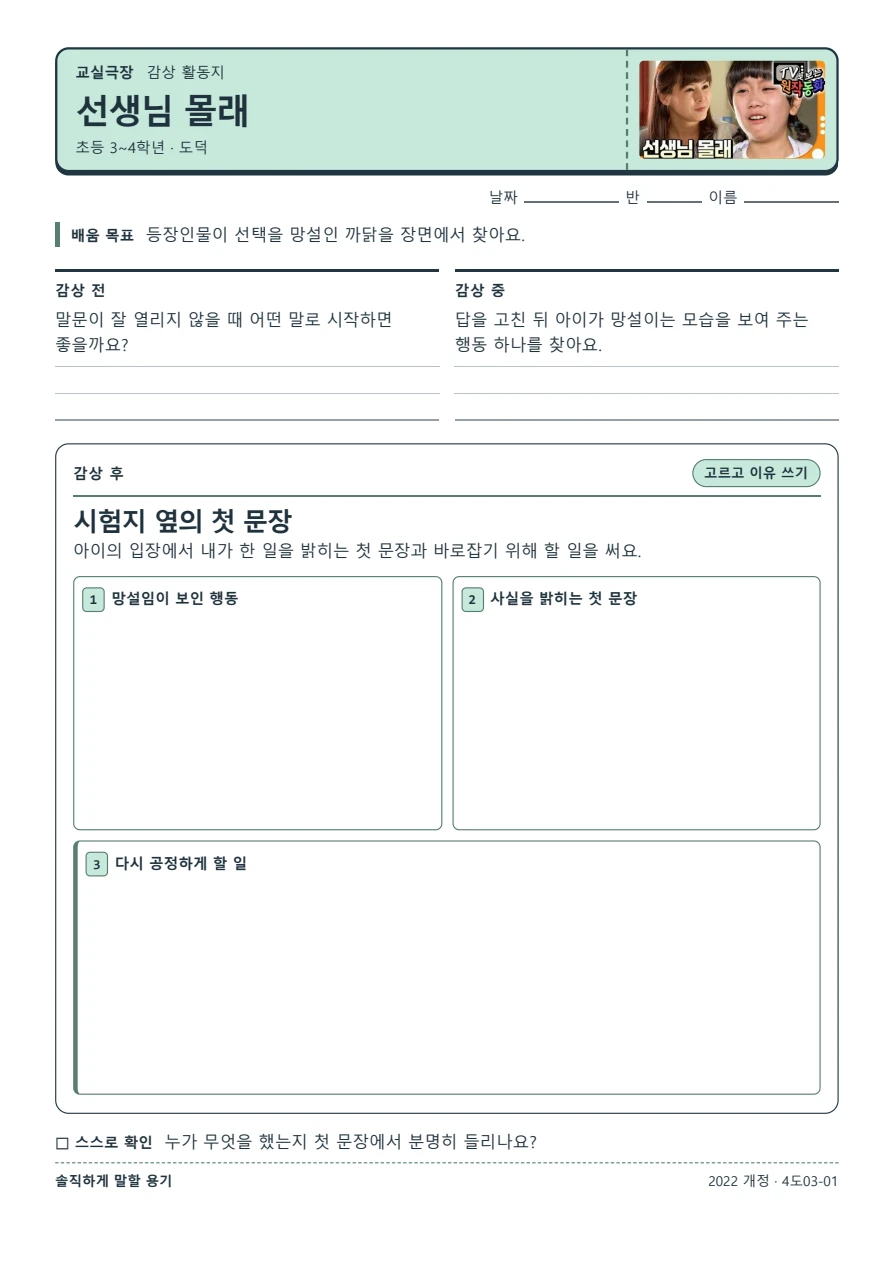 교실극장 감상 활동지
선생님 몰래
초등 3~4학년 · 도덕
TV로 보는
원작동화
선생님 몰래
날짜 반 이름
배움 목표 등장인물이 선택을 망설인 까닭을 장면에서 찾아요.
감상 전
말문이 잘 열리지 않을 때 어떤 말로 시작하면
좋을까요?
감상 중
답을 고친 뒤 아이가 망설이는 모습을 보여 주는
행동 하나를 찾아요.
감상 후
고르고 이유 쓰기
시험지 옆의 첫 문장
아이의 입장에서 내가 한 일을 밝히는 첫 문장과 바로잡기 위해 할 일을 써요.
1 망설임이 보인 행동
2 사실을 밝히는 첫 문장
3 다시 공정하게 할 일
스스로 확인 누가 무엇을 했는지 첫 문장에서 분명히 들리나요?
솔직하게 말할 용기
2022 개정 · 4도03-01